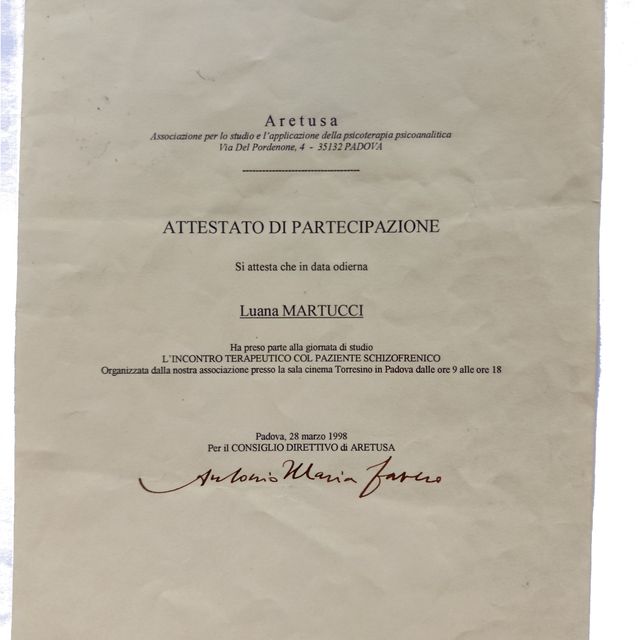 Aretusa
Associazione per lo studio e l'applicazione della psicoterapia psicoanalitica
Via Del Pordenone, 4 - 35132 PADOVA
ATTESTATO DI PARTECIPAZIONE
Si attesta che in data odierna
Luana MARTUCCI
Ha preso parte alla giornata di studio
L'INCONTRO TERAPEUTICO COL PAZIENTE SCHIZOFRENICO
Organizzata dalla nostra associazione presso la sala cinema Torresino in Padova dalle ore 9 alle ore 18
Padova, 28 marzo 1998
Per il CONSIGLIO DIRETTIVO di ARETUSA
Antonio Maria Favero